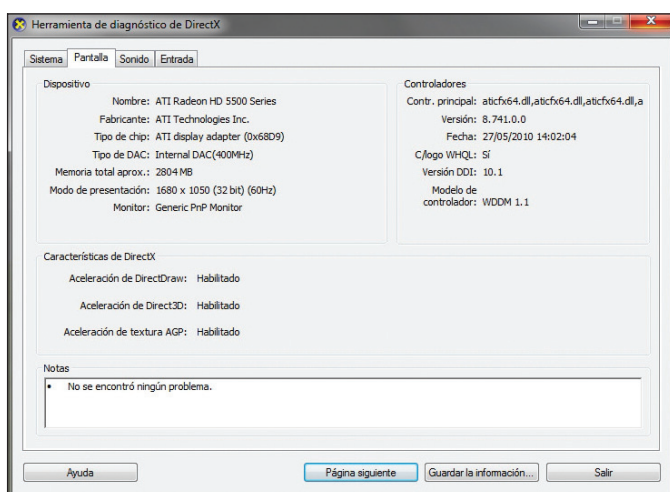 Herramienta de diagnóstico de DirectX
Sistema Pantalla Sonido Entrada
Dispositivo
Nombre: ATI Radeon HD 5500 Series
Fabricante: ATI Technologies Inc.
Tipo de chip: ATI display adapter (0x68D9)
Tipo de DAC: Internal DAC(400MHz)
Memoria total aprox.: 2804 MB
Modo de presentación: 1680 x 1050 (32 bit) (60Hz)
Monitor: Generic PnP Monitor
Controladores
Contr. principal: aticfx64.dll,aticfx64.dll,aticfx64.dll,a
Versión: 8.741.0.0
Fecha: 27/05/2010 14:02:04
C/logo WHQL: Sí
Versión DDI: 10.1
Modelo de
controlador: WDDM 1.1
Características de DirectX
Aceleración de DirectDraw: Habilitado
Aceleración de Direct3D: Habilitado
Aceleración de textura AGP: Habilitado
Notas
• No se encontró ningún problema.
Ayuda Página siguiente Guardar la información... Salir